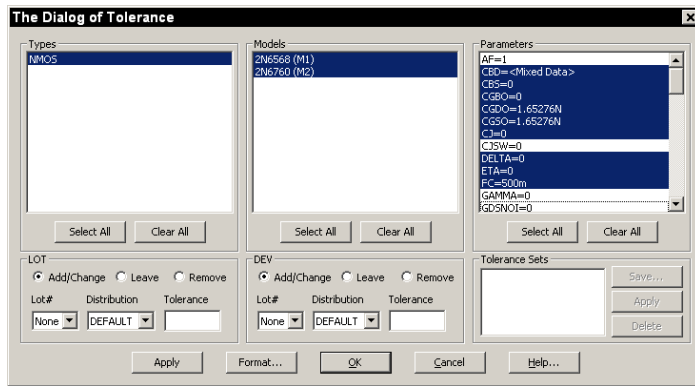 The Dialog of Tolerance
Types
NMOS
Select All Clear All
Models
2N6568 (M1)
2N6760 (M2)
Select All Clear All
Parameters
AF=1
CBD=<Mixed Data>
CBS=0
CGBO=0
CGDO=1.65276N
CGSO=1.65276N
CJ=0
CJSW=0
DELTA=0
ETA=0
FC=500m
GAMMA=0
GDSNOI=0
Select All Clear All
LOT
Add/Change Leave Remove
Lot# Distribution Tolerance
None DEFAULT
DEV
Add/Change Leave Remove
Lot# Distribution Tolerance
None DEFAULT
Tolerance Sets
Save...
Apply
Delete
Apply Format... OK Cancel Help...